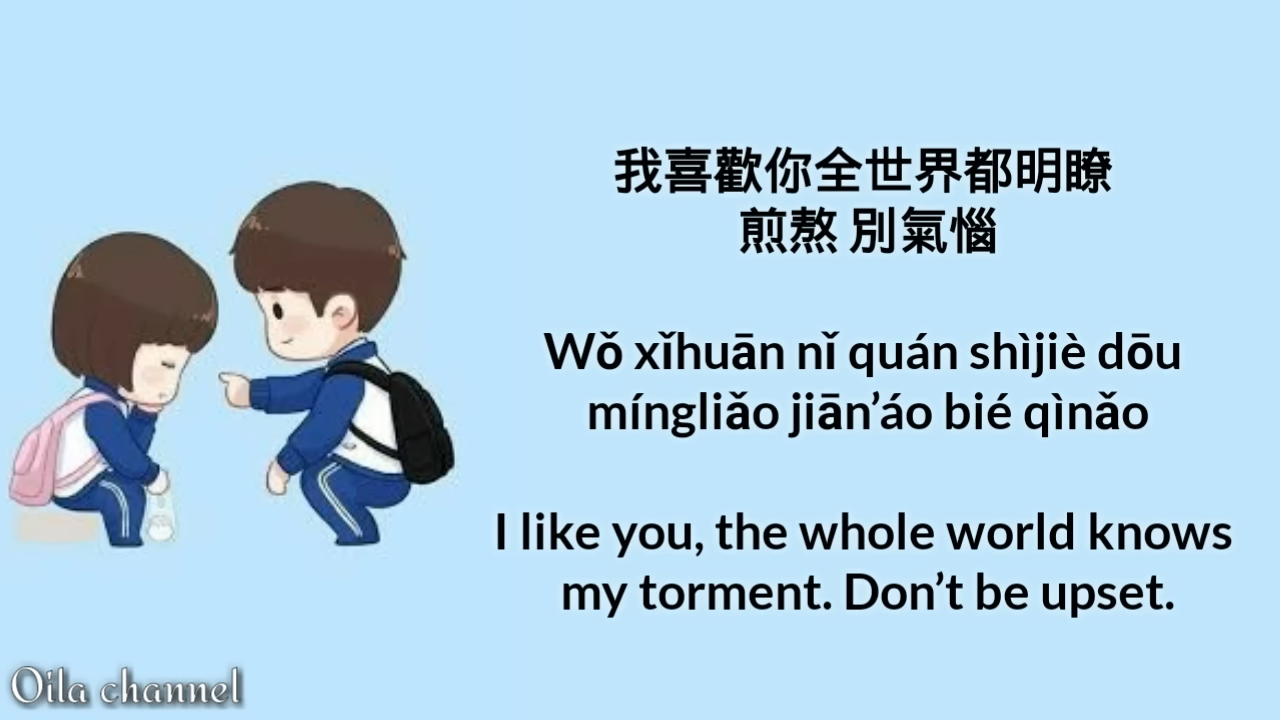 我喜歡你全世界都明瞭
煎熬 別氣惱
Wǒ xǐhuān nǐ quán shìjiè dōu
míngliǎo jiān’áo bié qìnǎo
I like you, the whole world knows
my torment. Don’t be upset.
Oila channel